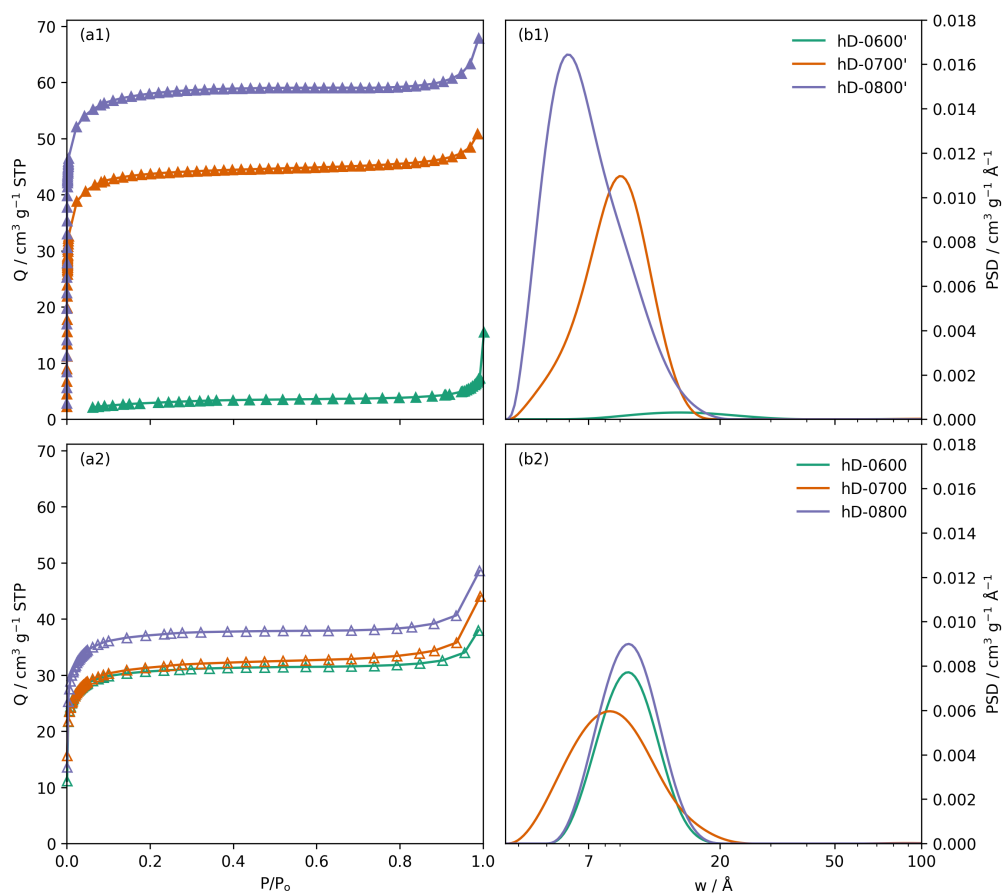 (a1)
70
60
50
40
30
20
10
0
Q / cm³ g⁻¹ STP
(b1)
hD-0600'
hD-0700'
hD-0800'
0.018
0.016
0.014
0.012
0.010
0.008
0.006
0.004
0.002
0.000
PSD / cm³ g⁻¹ Å⁻¹
(a2)
70
60
50
40
30
20
10
0
Q / cm³ g⁻¹ STP
0.0 0.2 0.4 0.6 0.8 1.0
P/Pₒ
(b2)
hD-0600
hD-0700
hD-0800
0.018
0.016
0.014
0.012
0.010
0.008
0.006
0.004
0.002
0.000
PSD / cm³ g⁻¹ Å⁻¹
7 20 50 100
w / Å